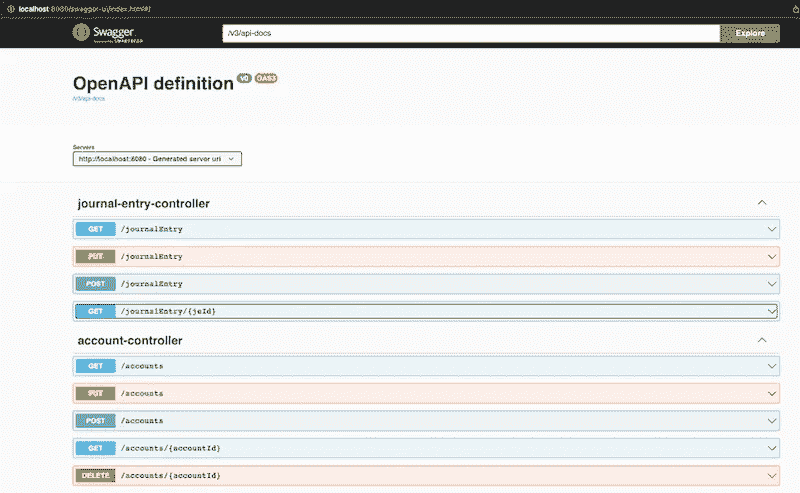 localhost:8080/swagger-ui/index.html#/
Swagger
/v3/api-docs
Explore
OpenAPI definition v0 OAS3
/v3/api-docs
Servers
http://localhost:8080 - Generated server url
journal-entry-controller
GET /journalEntry
PUT /journalEntry
POST /journalEntry
GET /journalEntry/{jeId}
account-controller
GET /accounts
PUT /accounts
POST /accounts
GET /accounts/{accountId}
DELETE /accounts/{accountId}